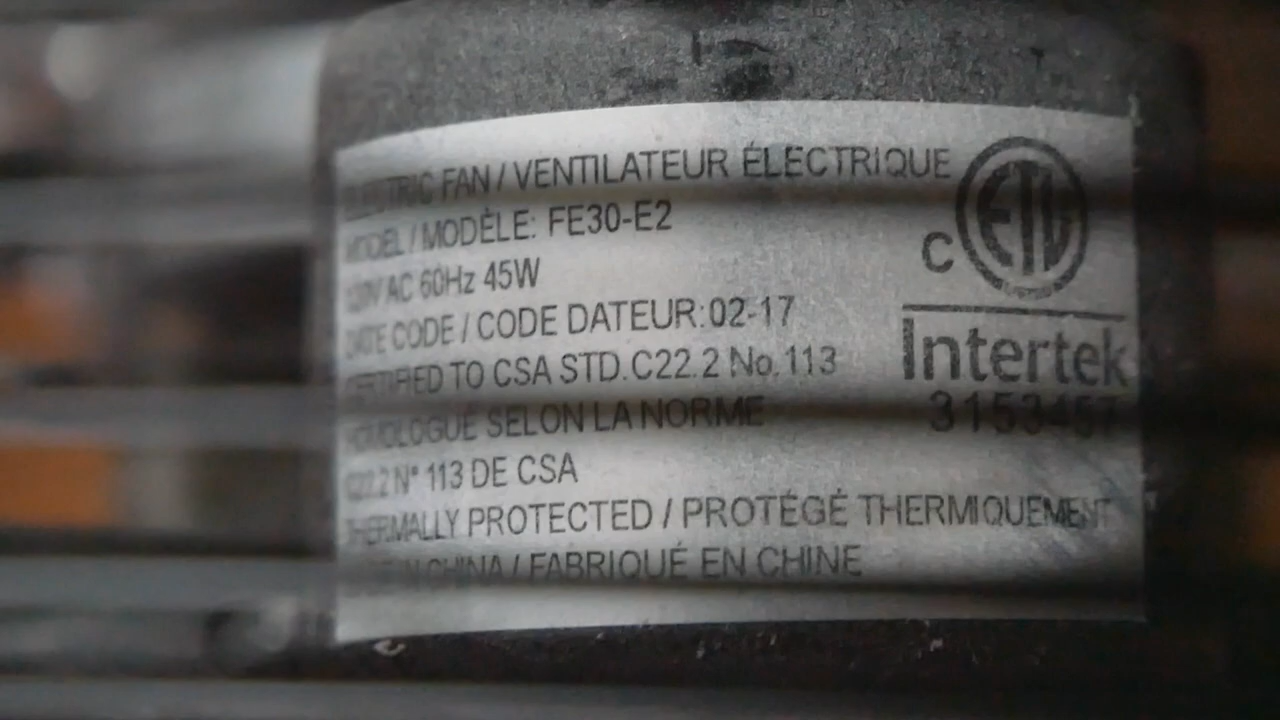 ELECTRIC FAN / VENTILATEUR ÉLECTRIQUE
MODEL / MODÈLE: FE30-E2
120V AC 60Hz 45W
DATE CODE / CODE DATEUR:02-17
CERTIFIED TO CSA STD.C22.2 No.113
HOMOLOGUÉ SELON LA NORME
C22.2 N° 113 DE CSA
THERMALLY PROTECTED / PROTÉGÉ THERMIQUEMENT
MADE IN CHINA / FABRIQUÉ EN CHINE
C ETL
Intertek
3153467